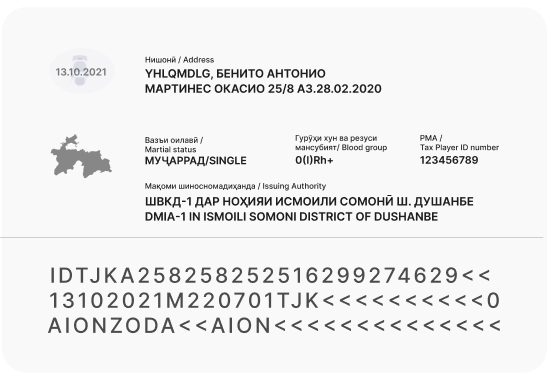 13.10.2021
Нишонӣ / Address
YHLQMDLG, БЕНИТО АНТОНИО
МАРТИНЕС ОКАСИО 25/8 А3.28.02.2020
Вазъи оилавӣ /
Martial status
МУҶАРРАД/SINGLE
Гурӯҳи хун ва резуси
мансубият/ Blood group
0(I)Rh+
РМА /
Tax Player ID number
123456789
Мақоми шиносномадиҳанда / Issuing Authority
ШВКД-1 ДАР НОҲИЯИ ИСМОИЛИ СОМОНӢ Ш. ДУШАНБЕ
DMIA-1 IN ISMOILI SOMONI DISTRICT OF DUSHANBE
IDTJKA258258252516299274629<<
13102021M220701TJK<<<<<<<<<<0
AIONZODA<<AION<<<<<<<<<<<<<<<